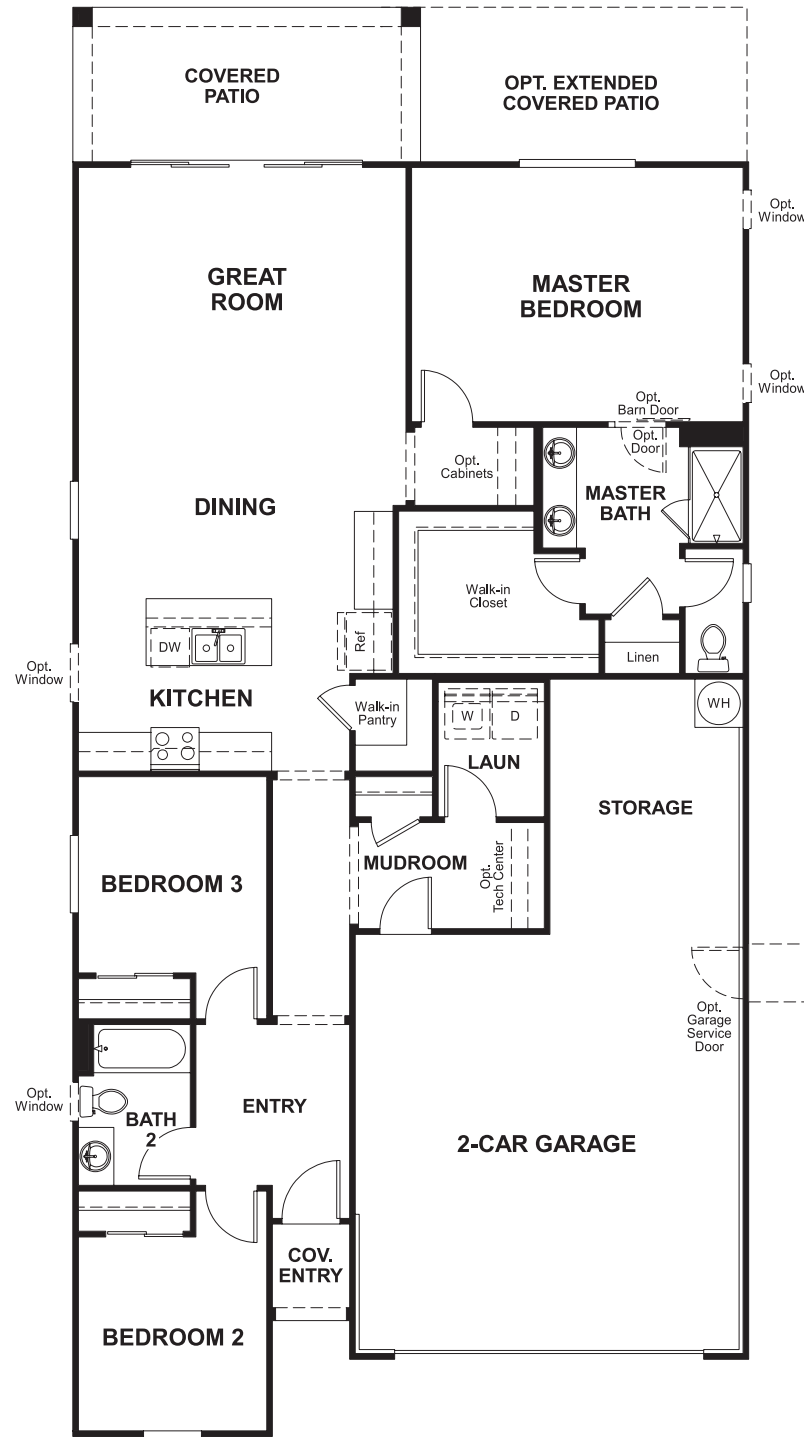 COVERED
PATIO
OPT. EXTENDED
COVERED PATIO
Opt.
Window
GREAT
ROOM
MASTER
BEDROOM
Opt.
Window
Opt.
Barn Door
Opt.
Door
Opt.
Cabinets
MASTER
BATH
DINING
Walk-in
Closet
Ref
DW
Linen
Opt.
Window
KITCHEN
Walk-in
Pantry
W
D
WH
LAUN
STORAGE
MUDROOM
Opt.
Tech Center
BEDROOM 3
Opt.
Garage
Service
Door
Opt.
Window
BATH
2
ENTRY
2-CAR GARAGE
COV.
ENTRY
BEDROOM 2